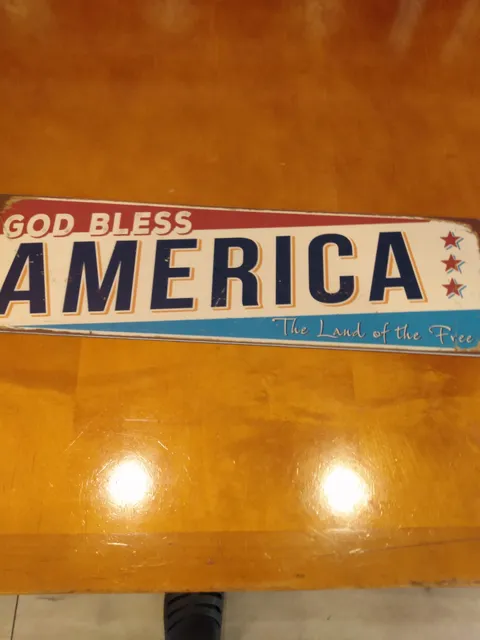 GOD BLESS
AMERICA
The Land of the Free